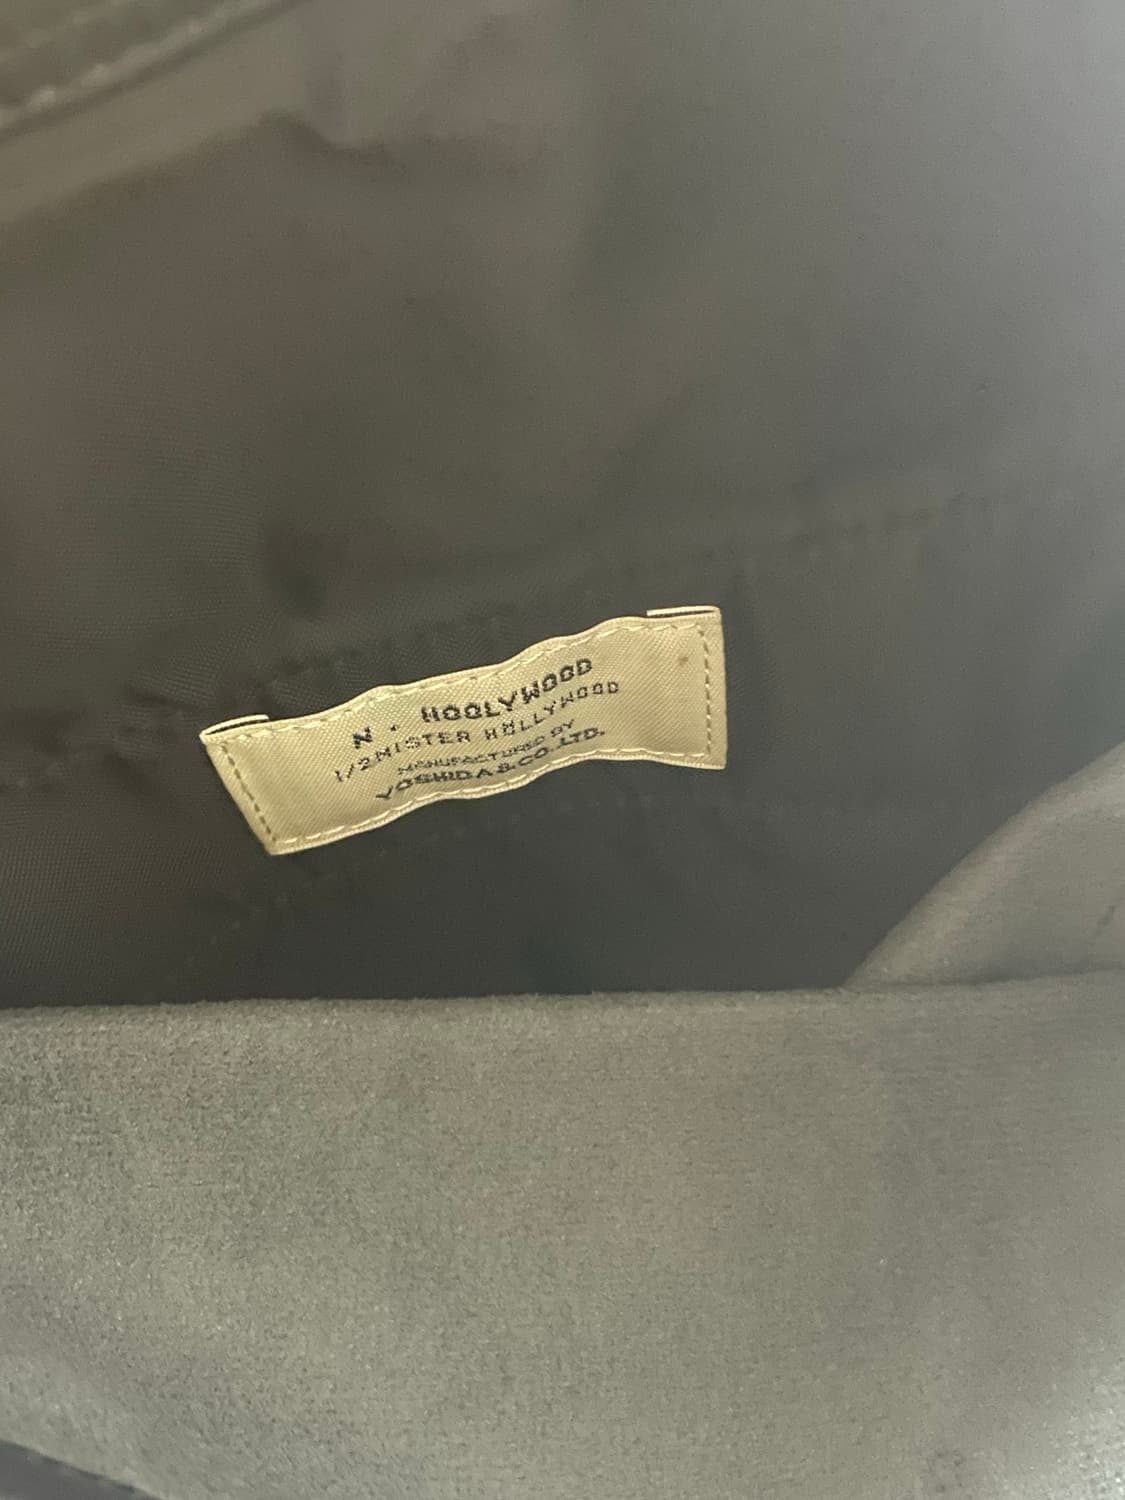 N. HOOLYWOOD
1/2 MISTER HOLLYWOOD
MANUFACTURED BY
YOSHIDA & CO.,LTD.